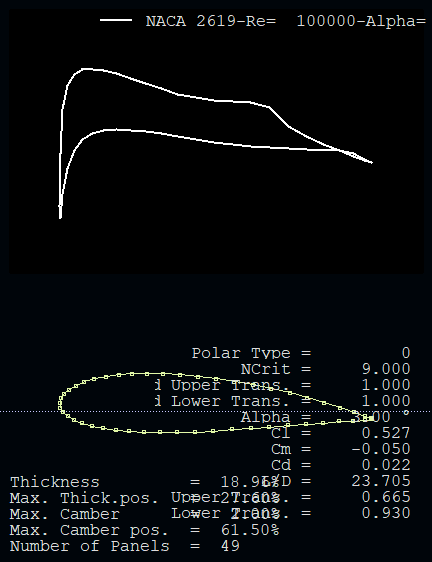 NACA 2619-Re= 100000-Alpha=
Polar Type = 0
NCrit = 9.000
Upper Trans. = 1.000
Lower Trans. = 1.000
Alpha = 3.00 °
Cl = 0.527
Cm = -0.050
Cd = 0.022
L/D = 23.705
Upper Trans. = 0.665
Lower Trans. = 0.930
Thickness = 18.96%
Max. Thick.pos. = 27.60%
Max. Camber =
Max. Camber pos. = 61.50%
Number of Panels = 49